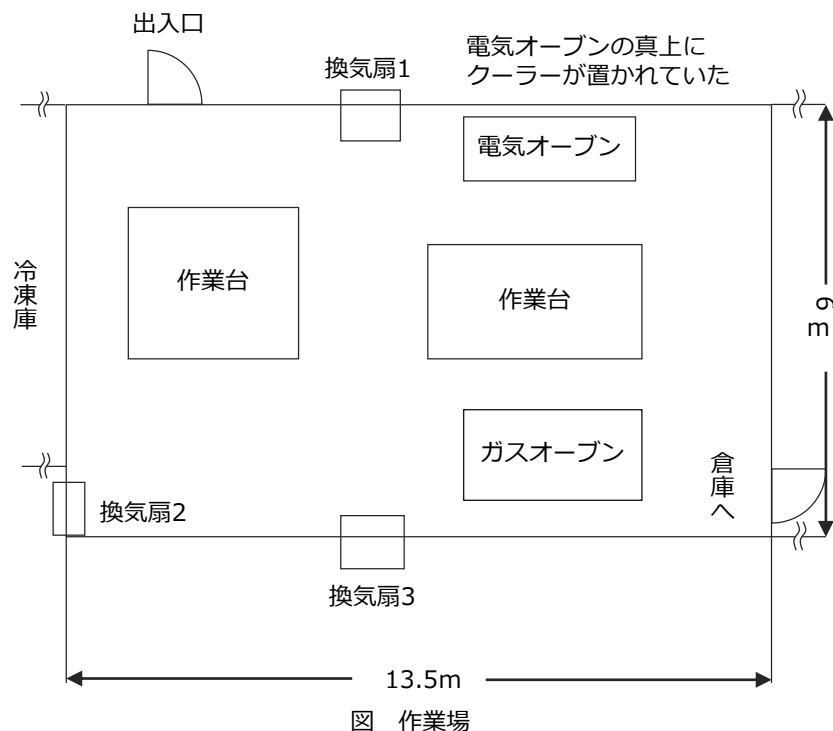 出入口
換気扇1
電気オーブンの真上に
クーラーが置かれていた
電気オーブン
作業台
作業台
冷凍庫
9m
ガスオーブン
倉庫へ
換気扇2
換気扇3
13.5m
図 作業場